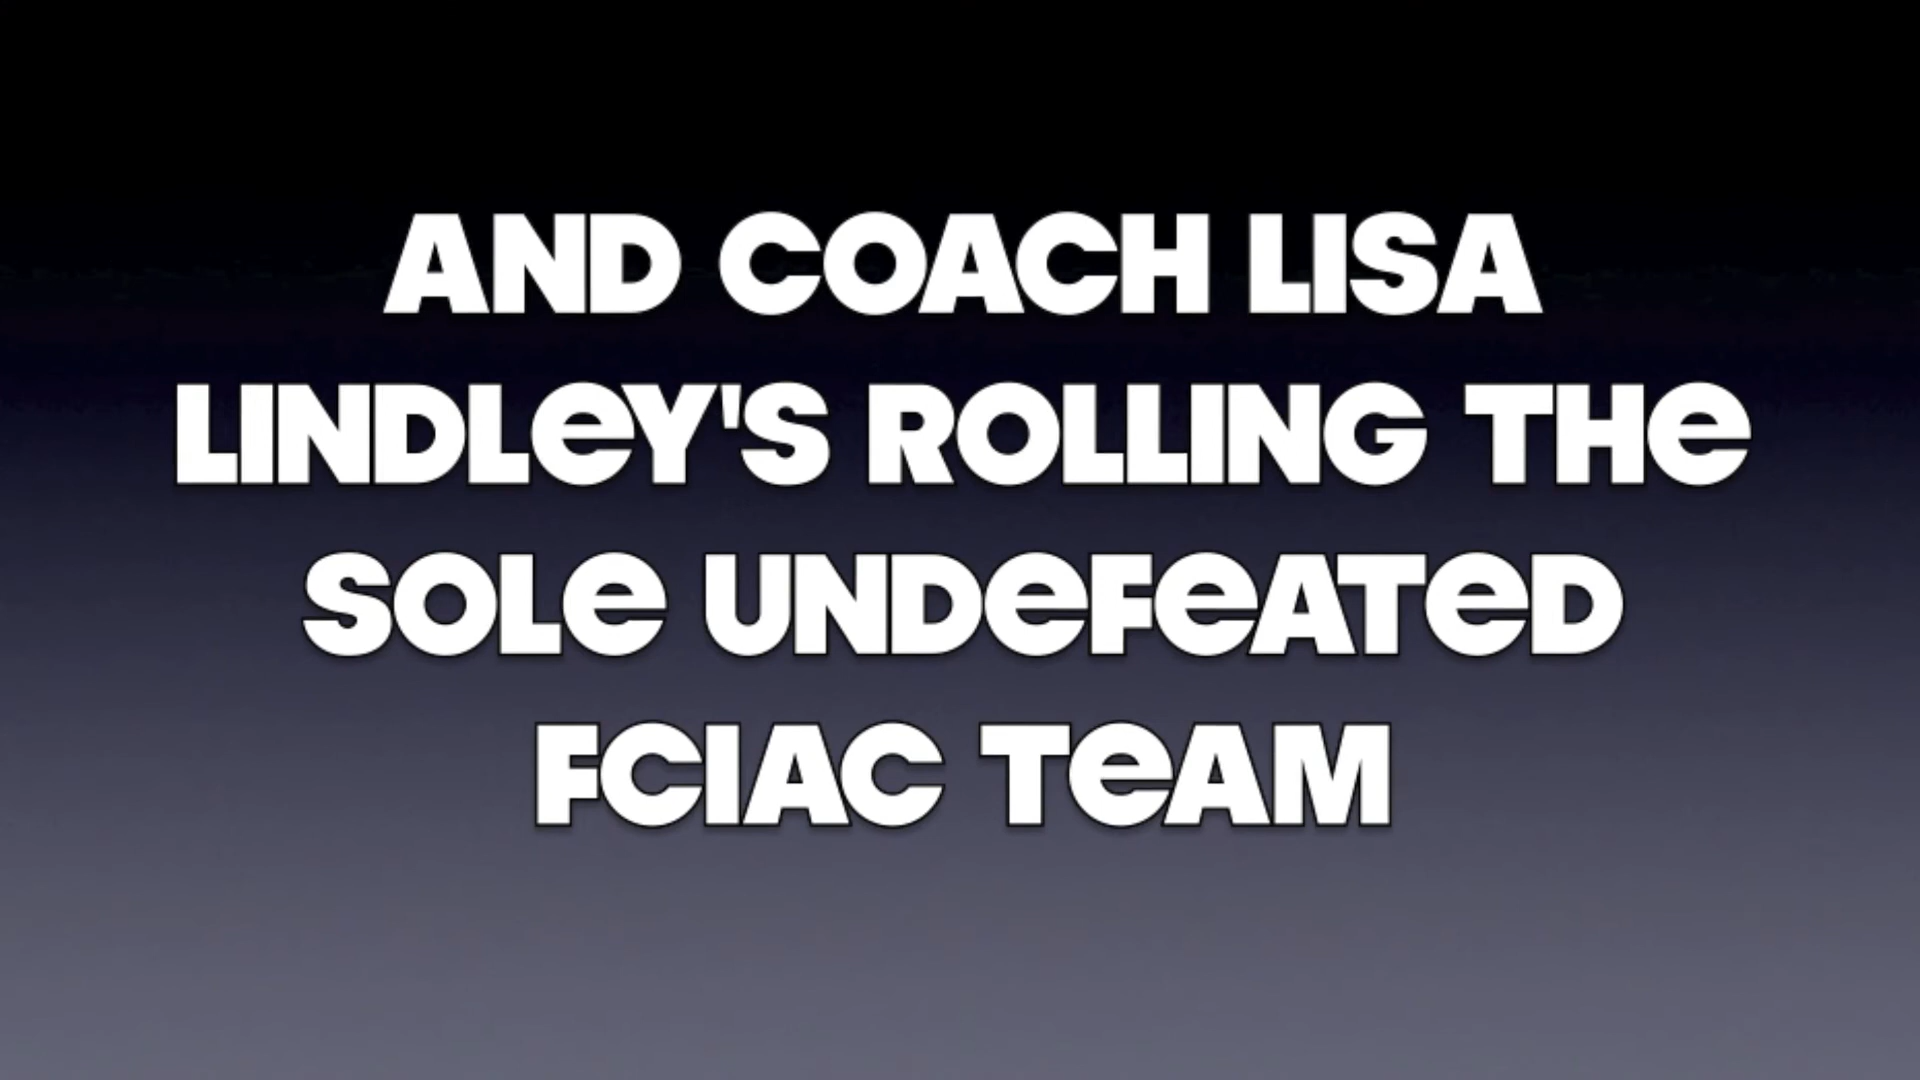 AND COACH LISA
LINDLeY'S ROLLING THe
SOLe UNDeFeATeD
FCIAC TeAM